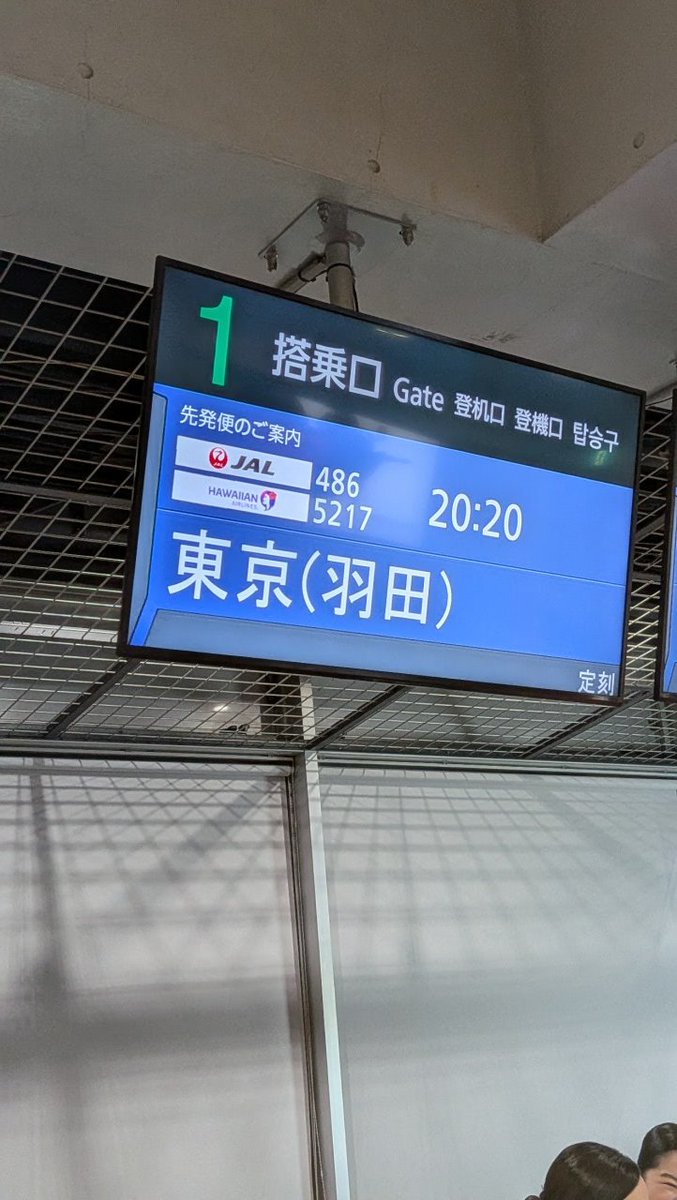 1 搭乗口 Gate 登机口 登機口 탑승구
先発便のご案内
JAL 486 20:20
HAWAIIAN AIRLINES 5217
東京(羽田)
定刻